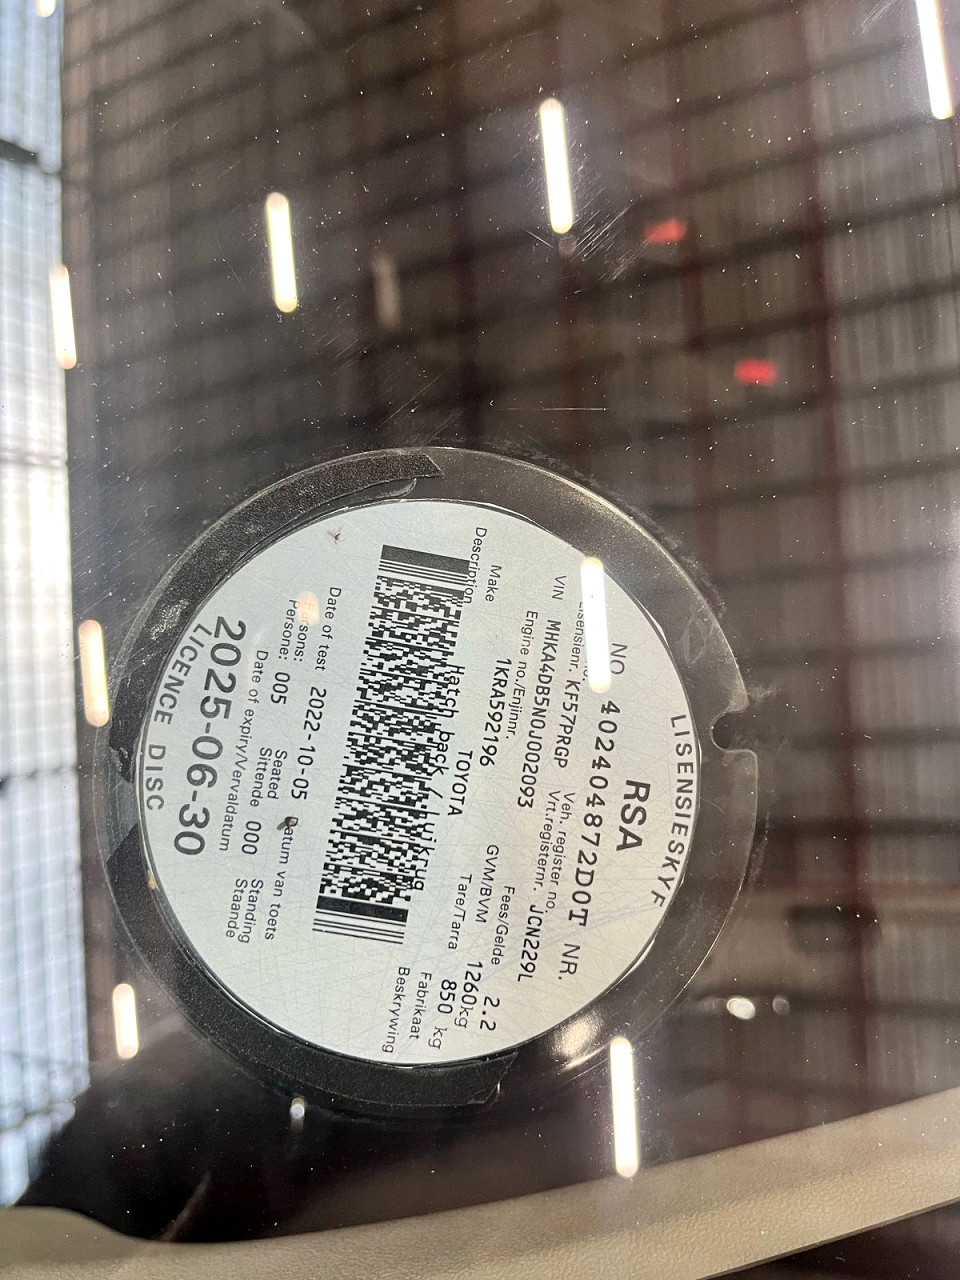 LISENSIESKYF
RSA
No. 4024048872DOT NR.
Lisensienr. KF57PRGP Veh. register no.
Vrt.registernr. JCN229L
VIN MHKA4DB5N0J002093
Engine no./Enjinnr. Fees/Gelde 2.2
1KRA592196 GVM/BVM 1260kg
Make TOYOTA Tare/Tarra 850 kg
Fabrikaat
Description Hatch back / Luikrug Beskrywing
Date of test 2022-10-05 Datum van toets
Persons: Seated Standing
Persone: 005 Sittende 000 Staande
Date of expiry/Vervaldatum
2025-06-30
LICENCE DISC